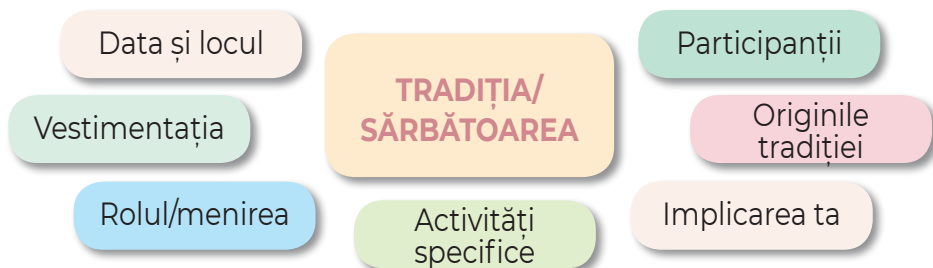 Data și locul
Participanții
TRADIȚIA/
SĂRBĂTOAREA
Vestimentația
Originile
tradiției
Rolul/menirea
Activități
specifice
Implicarea ta